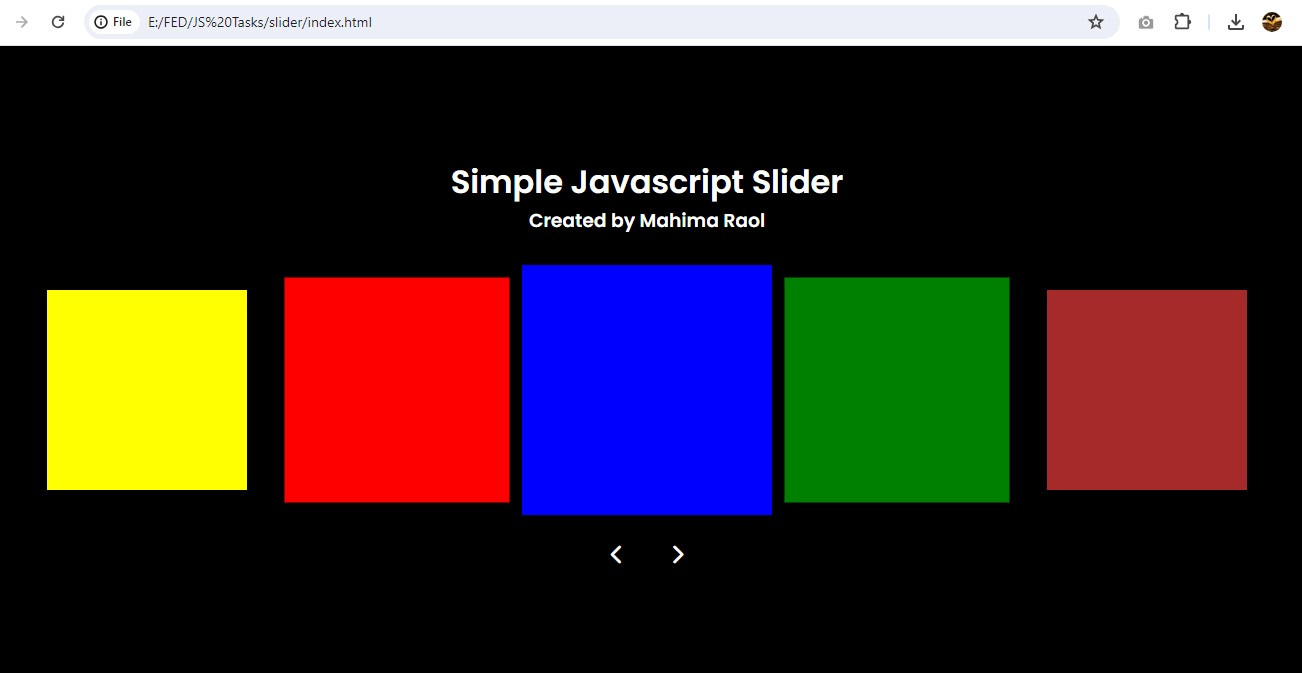 File E:/FED/JS%20Tasks/slider/index.html
Simple Javascript Slider
Created by Mahima Raol